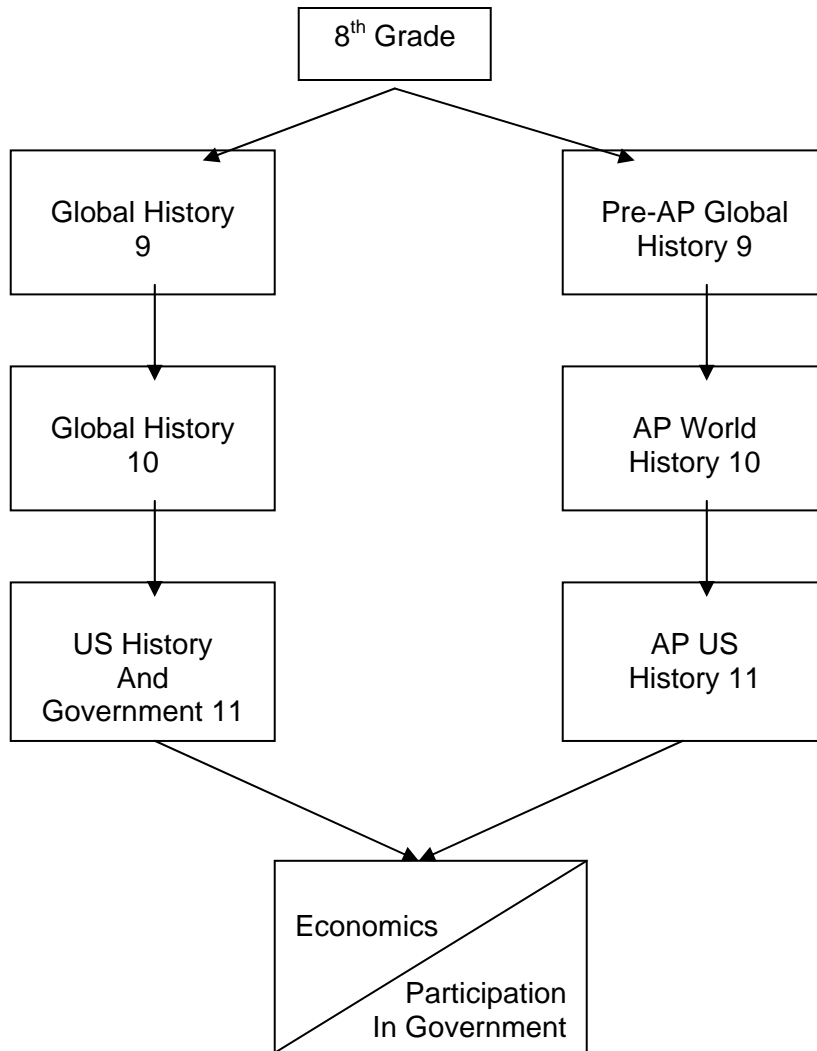 8th Grade
Global History
9
Pre-AP Global
History 9
Global History
10
AP World
History 10
US History
And
Government 11
AP US
History 11
Economics
Participation
In Government